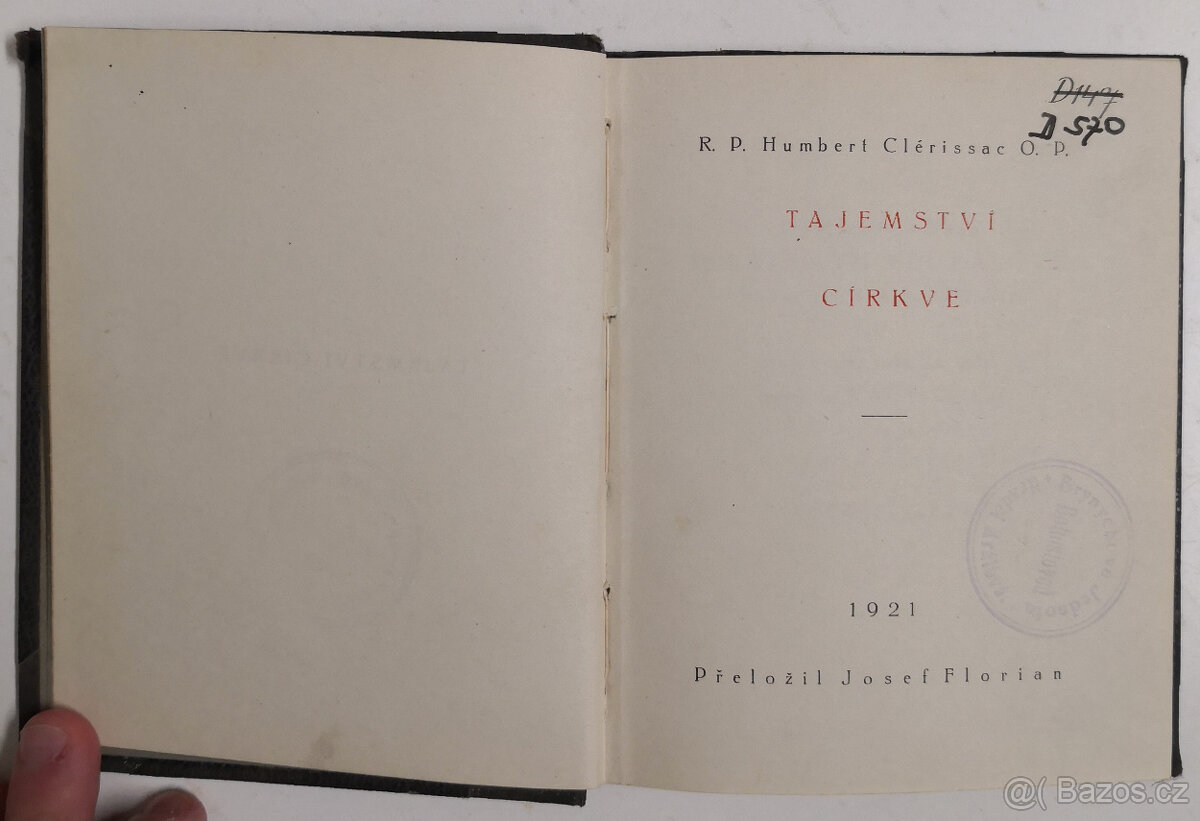 D147
D 570
R. P. Humbert Clérissac O. P.
TAJEMSTVÍ
CÍRKVE
1921
Přeložil Josef Florian
@( Bazos.cz